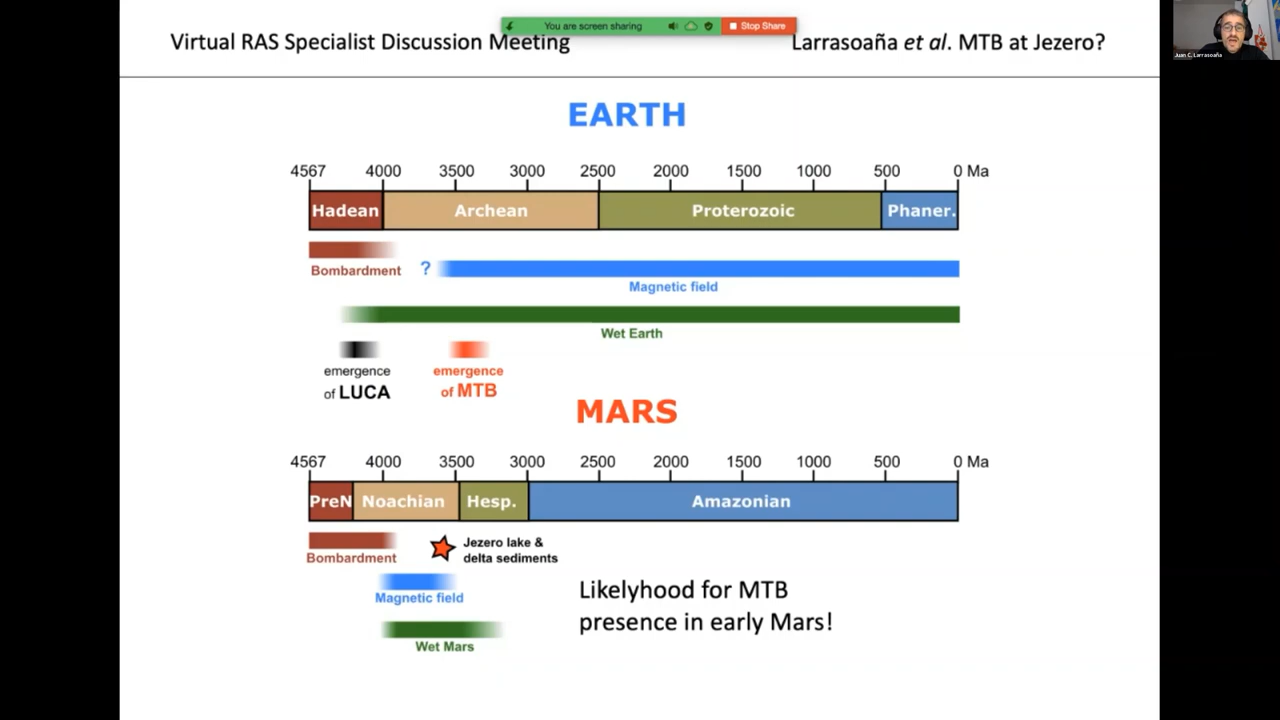 You are screen sharing
Stop Share
Virtual RAS Specialist Discussion Meeting
Larrasoaña et al. MTB at Jezero?
Juan C. Larrasoaña
EARTH
4567 4000 3500 3000 2500 2000 1500 1000 500 0 Ma
Hadean Archean Proterozoic Phaner.
Bombardment
?
Magnetic field
Wet Earth
emergence
of LUCA
emergence
of MTB
MARS
4567 4000 3500 3000 2500 2000 1500 1000 500 0 Ma
PreN Noachian Hesp. Amazonian
Bombardment
Jezero lake &
delta sediments
Magnetic field
Wet Mars
Likelyhood for MTB
presence in early Mars!